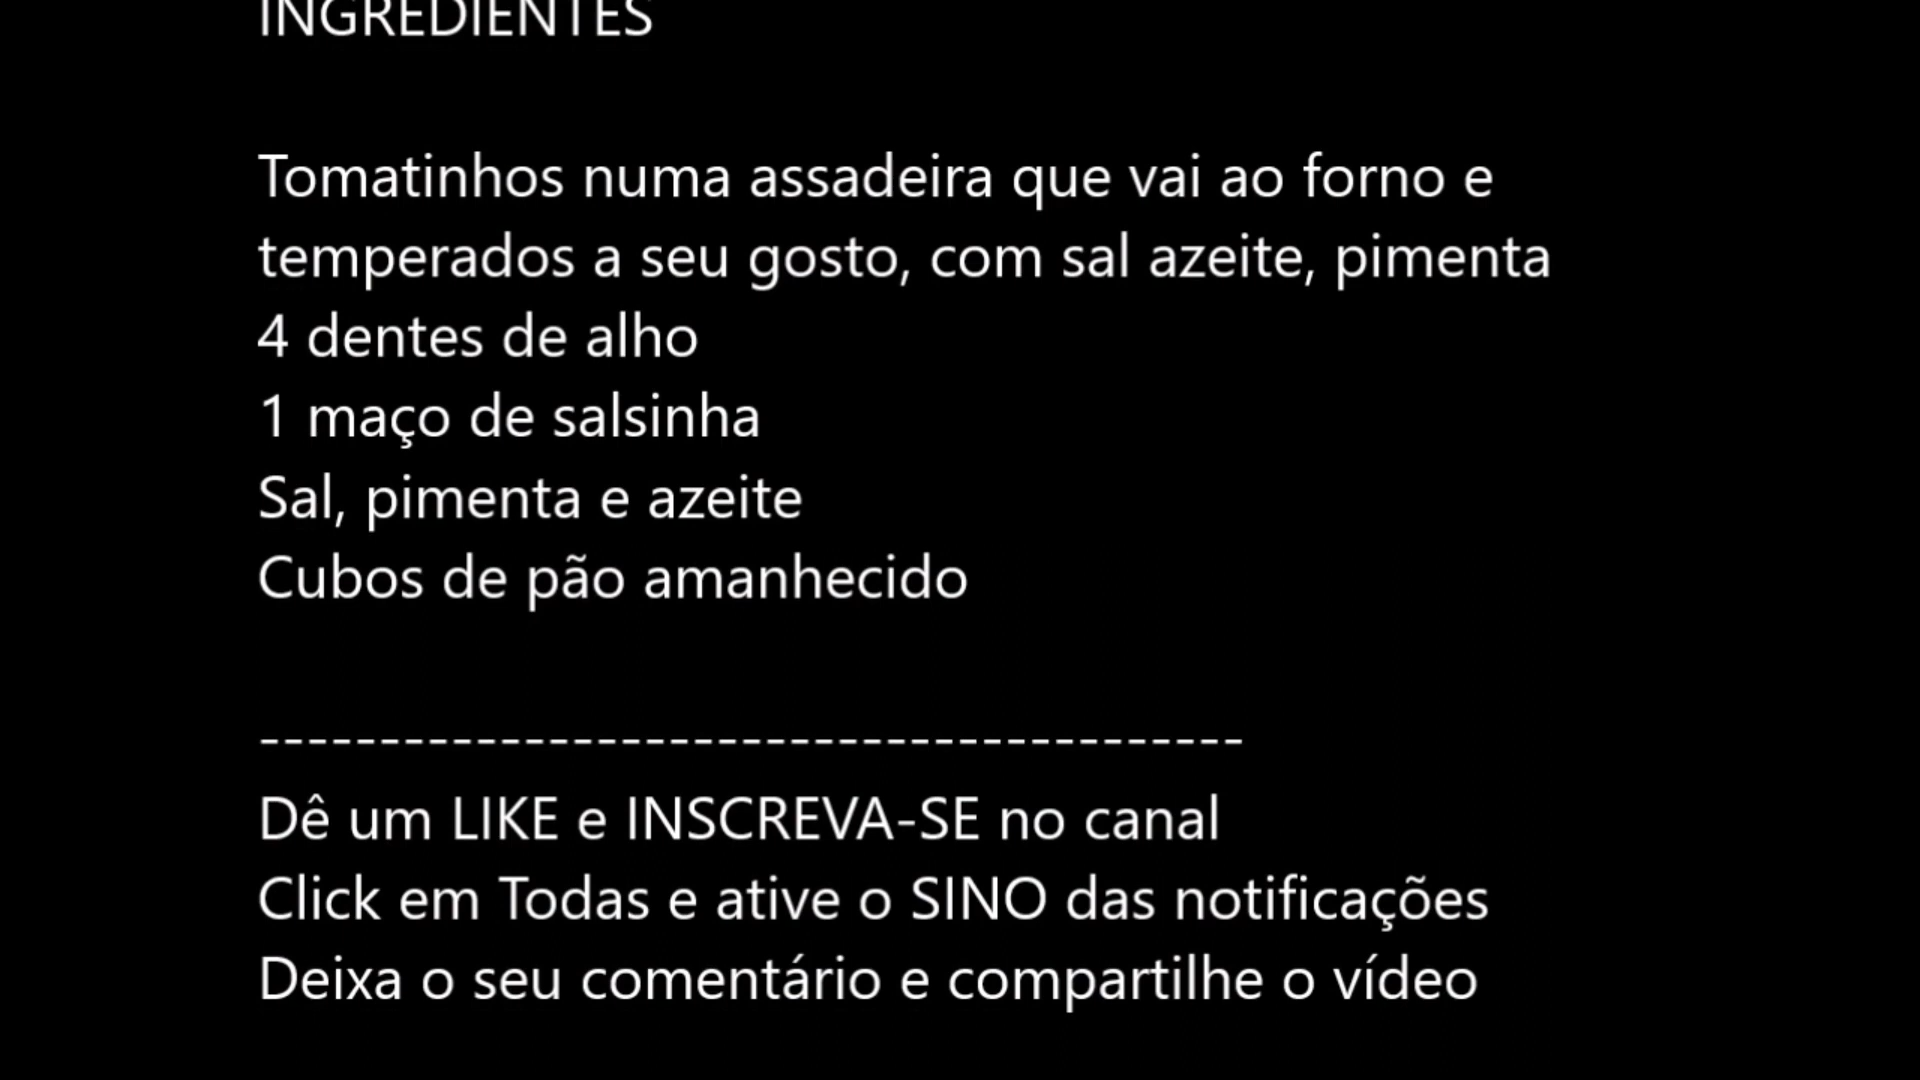 INGREDIENTES
Tomatinhos numa assadeira que vai ao forno e
temperados a seu gosto, com sal azeite, pimenta
4 dentes de alho
1 maço de salsinha
Sal, pimenta e azeite
Cubos de pão amanhecido
-----------------------------------------
Dê um LIKE e INSCREVA-SE no canal
Click em Todas e ative o SINO das notificações
Deixa o seu comentário e compartilhe o vídeo